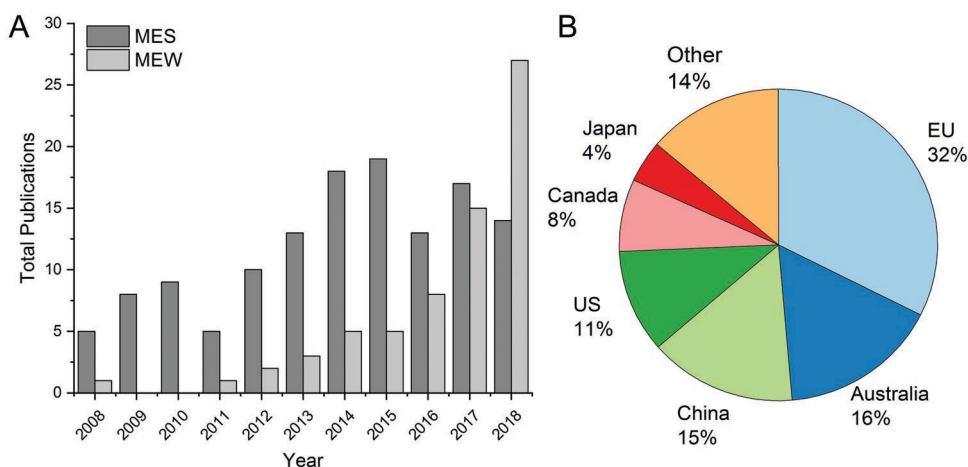 A
MES
MEW
Total Publications
30
25
20
15
10
5
0
2008
2009
2010
2011
2012
2013
2014
2015
2016
2017
2018
Year
B
Other
14%
Japan
4%
Canada
8%
US
11%
China
15%
Australia
16%
EU
32%